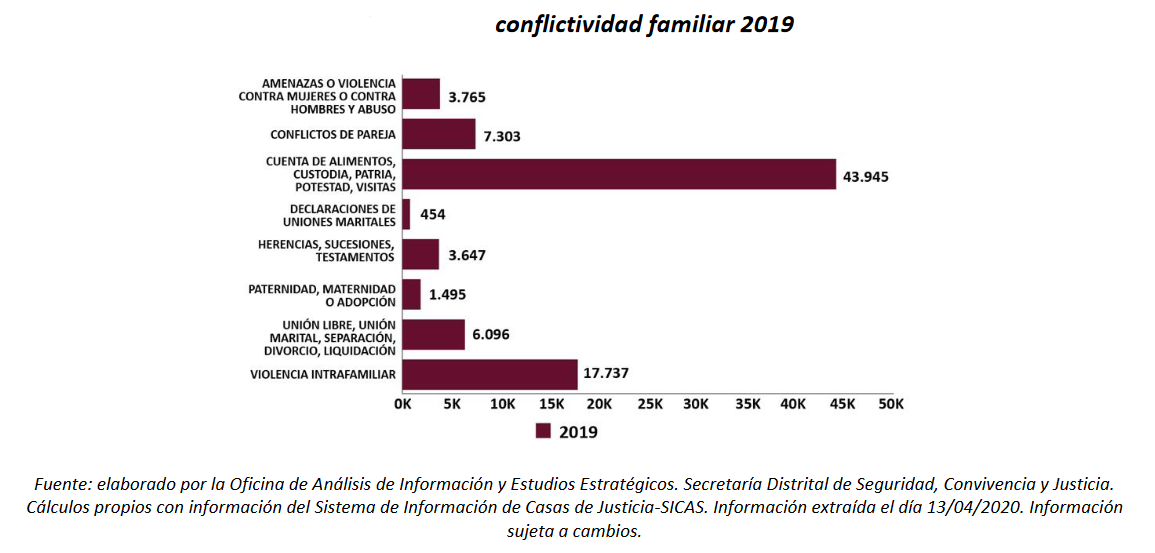 conflictividad familiar 2019
AMENAZAS O VIOLENCIA
CONTRA MUJERES O CONTRA
HOMBRES Y ABUSO
3.765
CONFLICTOS DE PAREJA
7.303
CUENTA DE ALIMENTOS,
CUSTODIA, PATRIA,
POTESTAD, VISITAS
43.945
DECLARACIONES DE
UNIONES MARITALES
454
HERENCIAS, SUCESIONES,
TESTAMENTOS
3.647
PATERNIDAD, MATERNIDAD
O ADOPCIÓN
1.495
UNIÓN LIBRE, UNIÓN
MARITAL, SEPARACIÓN,
DIVORCIO, LIQUIDACIÓN
6.096
VIOLENCIA INTRAFAMILIAR
17.737
0K 5K 10K 15K 20K 25K 30K 35K 40K 45K 50K
2019
Fuente: elaborado por la Oficina de Análisis de Información y Estudios Estratégicos. Secretaría Distrital de Seguridad, Convivencia y Justicia.
Cálculos propios con información del Sistema de Información de Casas de Justicia-SICAS. Información extraída el día 13/04/2020. Información
sujeta a cambios.